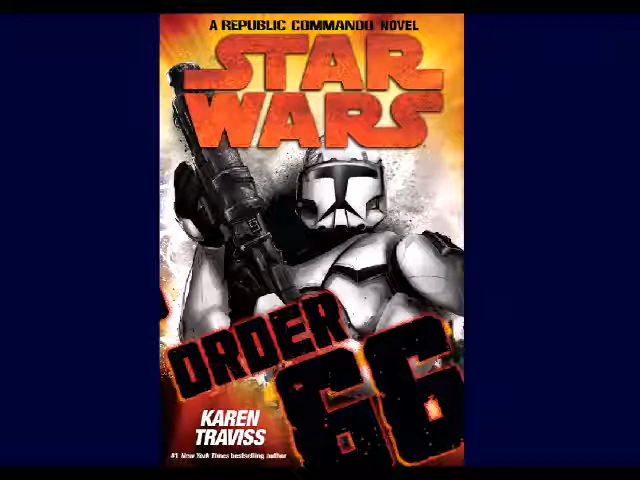 A REPUBLIC COMMANDO NOVEL
STAR
WARS
ORDER
66
KAREN
TRAVISS
#1 New York Times bestselling author